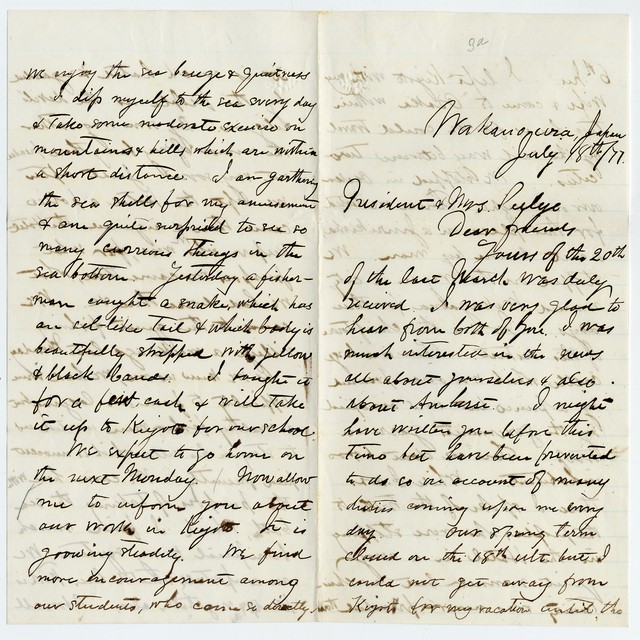 9a
Wakanoura, Japan
July 18th/77.
President & Mrs. Seelye
Dear friends
Yours of the 20th
of the last March was duly
received. I was very glad to
hear from both of you. I was
much interested in the news
all about yourselves & also
about Amherst. I might
have written you before this
time but have been prevented
to do so on account of many
duties coming upon me every
day. Our spring term
closed on the 18th ult. but I
could not get away from
Kiyoto for my vacation until the
we enjoy the sea breeze & quietness
I dip myself to the sea every day
& take some moderate excise on
mountains & hills which are within
a short distance. I am garthering
the sea shells for my amusement
& am quite surprised to see so
many currious things in the
sea bottom. Yesterday a fisher-
man caught a snake, which has
an eel-like tail & which body is
beautifully stripped with yellow
& black bands. I bought it
for a few cash & will take
it up to Kiyoto for our school.
We expect to go home on
the next Monday. Now allow
me to inform you about
our work in Kiyoto. It is
growing steadily. We find
more encouragement among
our students, who come so directly